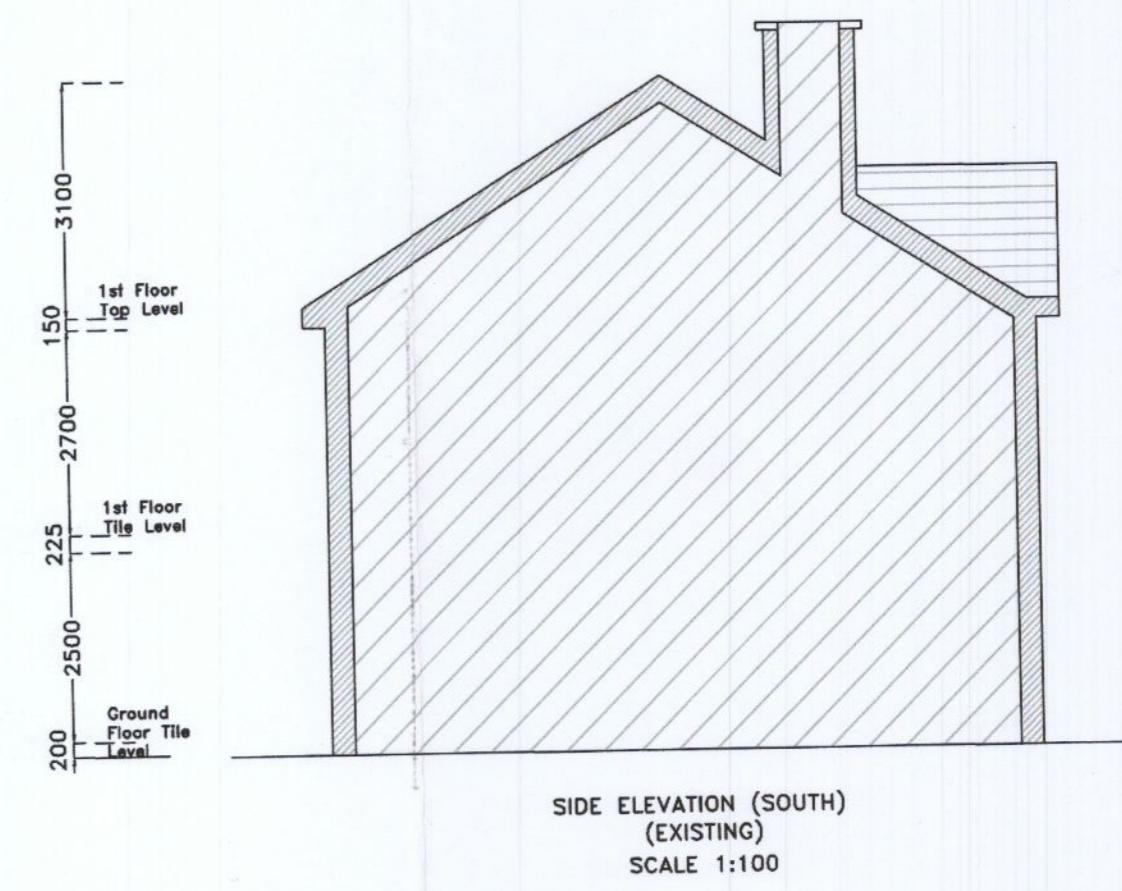 3100
1st Floor
Top Level
150
2700
1st Floor
Tile Level
225
2500
Ground
Floor Tile
Level
200
SIDE ELEVATION (SOUTH)
(EXISTING)
SCALE 1:100